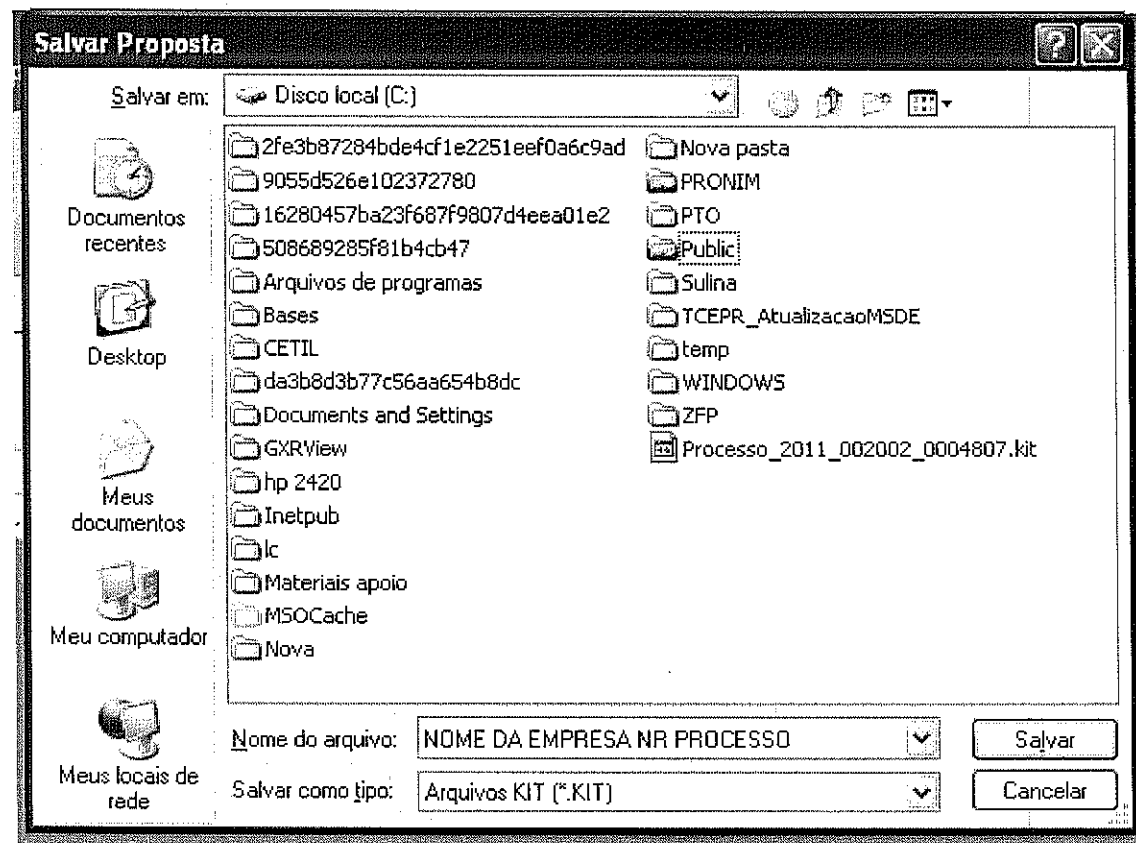 Salvar Proposta
Salvar em:
Disco local (C:)
Documentos
recentes
Desktop
Meus
documentos
Meu computador
Meus locais de
rede
2fe3b87284bde4cf1e2251eef0a6c9ad
9055d526e102372780
16280457ba23f687f9807d4eea01e2
508689285f81b4cb47
Arquivos de programas
Bases
CETIL
da3b8d3b77c56aa654b8dc
Documents and Settings
GXRView
hp 2420
Inetpub
lc
Materiais apoio
MSOCache
Nova
Nova pasta
PRONIM
PTO
Public
Sulina
TCEPR_AtualizacaoMSDE
temp
WINDOWS
ZFP
Processo_2011_002002_0004807.kit
Nome do arquivo:
NOME DA EMPRESA NR PROCESSO
Salvar
Salvar como tipo:
Arquivos KIT (*.KIT)
Cancelar